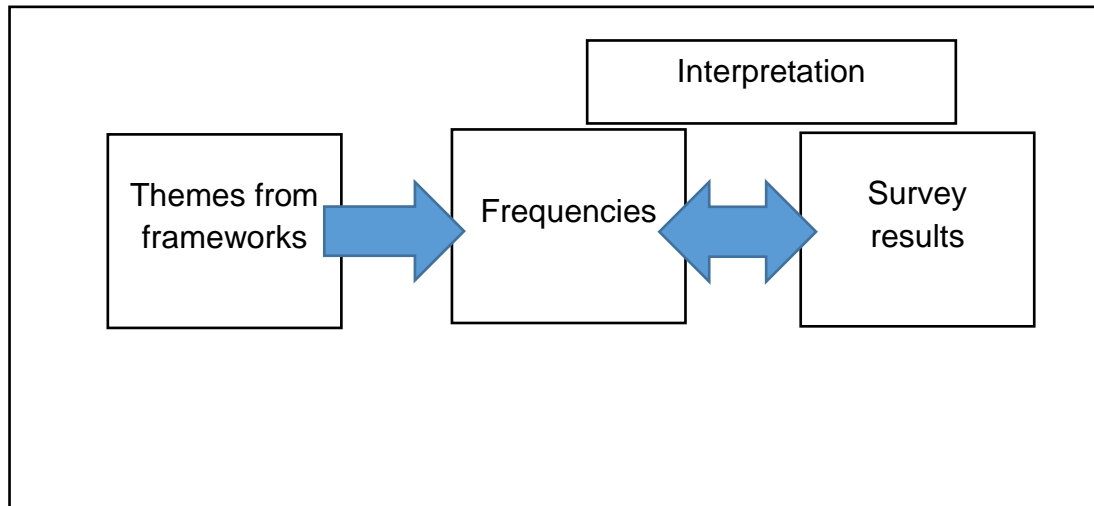 Interpretation
Themes from
frameworks
Frequencies
Survey
results